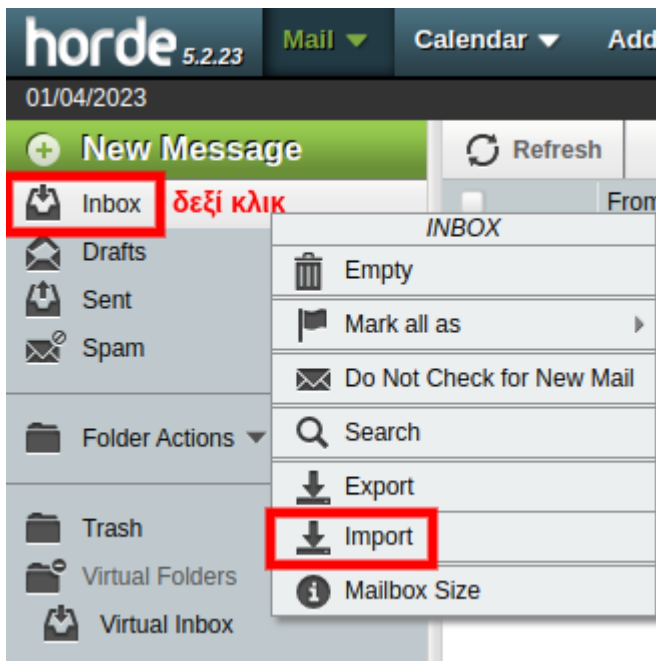 horde 5.2.23 Mail Calendar Add
01/04/2023
New Message Refresh
Inbox δεξί κλικ From
INBOX
Drafts
Empty
Sent
Mark all as
Spam
Do Not Check for New Mail
Folder Actions
Search
Export
Trash
Import
Virtual Folders
Mailbox Size
Virtual Inbox